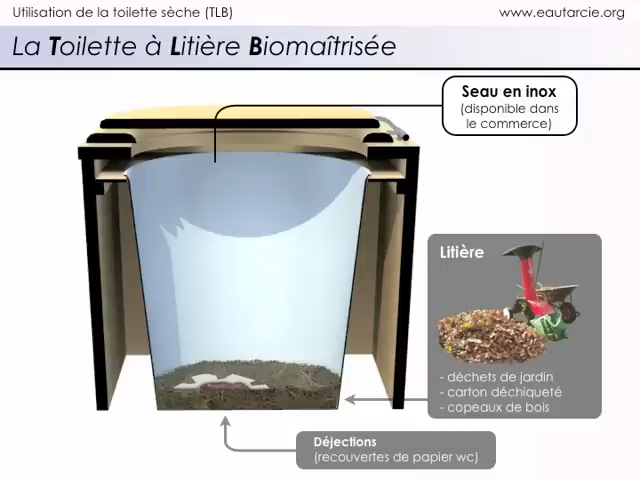 Utilisation de la toilette sèche (TLB)
www.eautarcie.org
La Toilette à Litière Biomaîtrisée
Seau en inox
(disponible dans
le commerce)
Litière
- déchets de jardin
- carton déchiqueté
- copeaux de bois
Déjections
(recouvertes de papier wc)